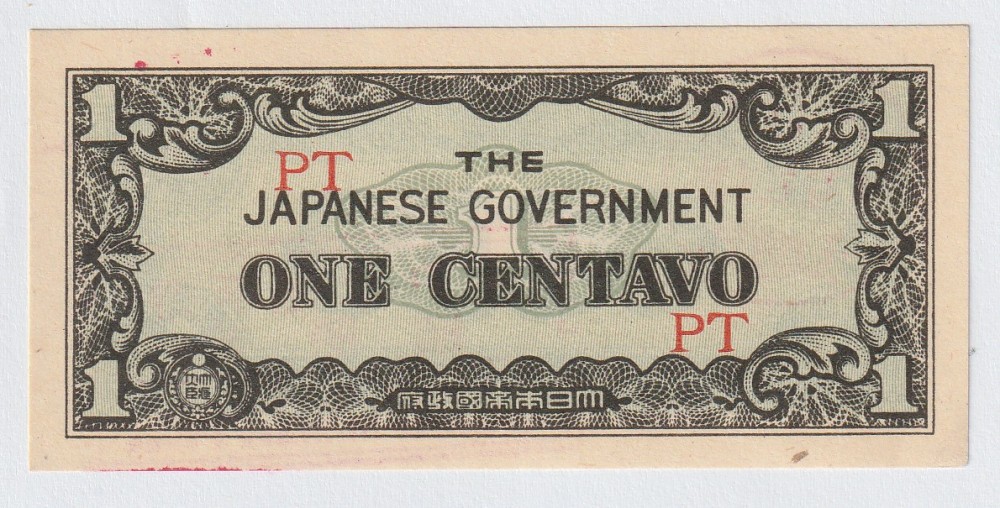 1 1
PT THE
JAPANESE GOVERNMENT
ONE CENTAVO
PT
1 1
大日本帝國政府